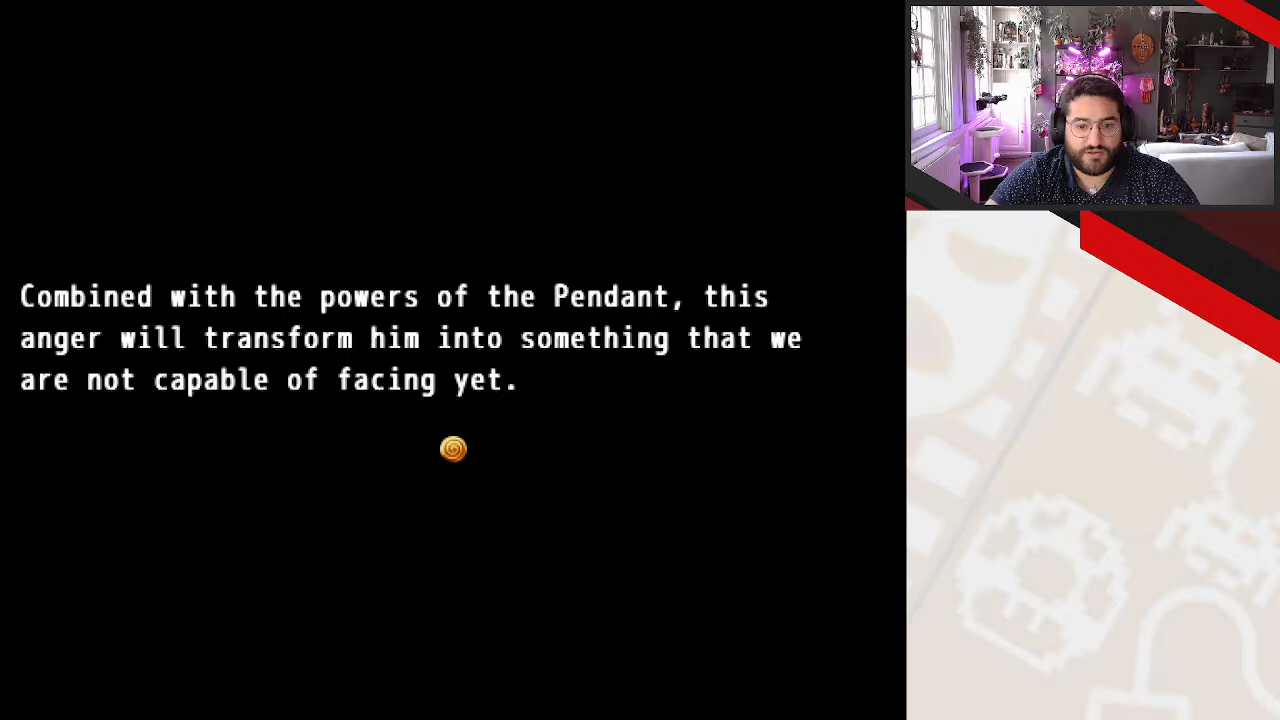 Combined with the powers of the Pendant, this
anger will transform him into something that we
are not capable of facing yet.